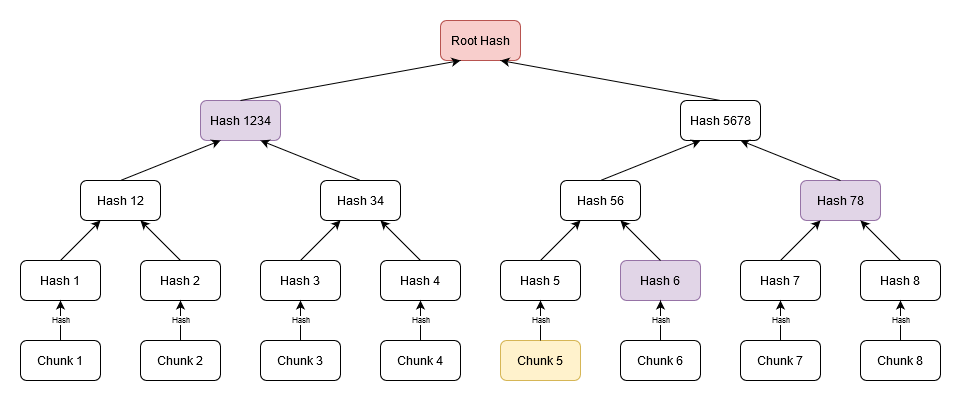 Root Hash
Hash 1234
Hash 5678
Hash 12
Hash 34
Hash 56
Hash 78
Hash 1
Hash 2
Hash 3
Hash 4
Hash 5
Hash 6
Hash 7
Hash 8
Hash
Hash
Hash
Hash
Hash
Hash
Hash
Hash
Chunk 1
Chunk 2
Chunk 3
Chunk 4
Chunk 5
Chunk 6
Chunk 7
Chunk 8